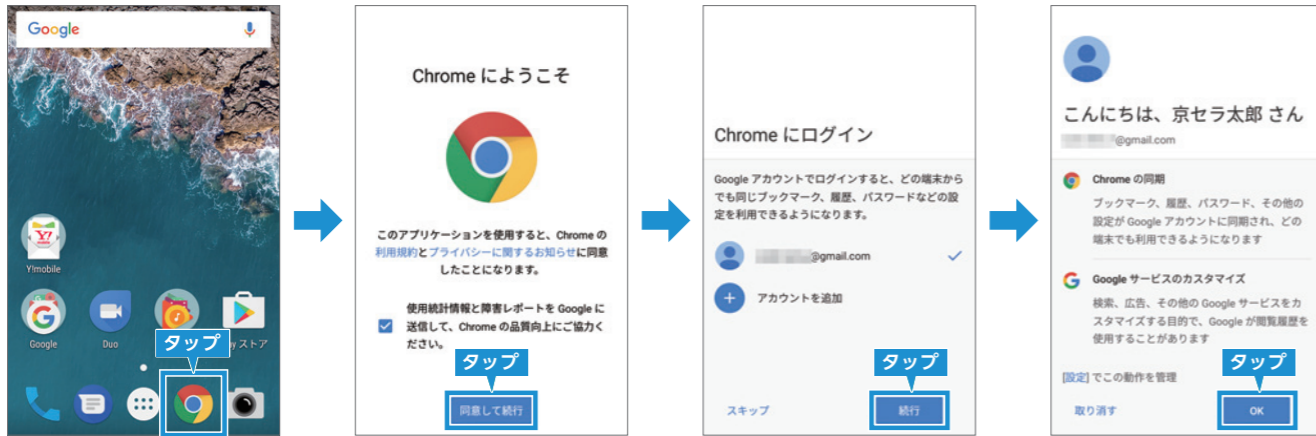 Google
Y!
Y!mobile
Google
Duo
ay ストア
タップ
Chrome にようこそ
このアプリケーションを使用すると、Chrome の
利用規約とプライバシーに関するお知らせに同意
したことになります。
使用統計情報と障害レポートを Google に
送信して、Chrome の品質向上にご協力く
ださい。
タップ
同意して続行
Chrome にログイン
Google アカウントでログインすると、どの端末から
でも同じブックマーク、履歴、パスワードなどの設
定を利用できるようになります。
@gmail.com
アカウントを追加
タップ
スキップ
続行
こんにちは、京セラ太郎 さん
@gmail.com
Chrome の同期
ブックマーク、履歴、パスワード、その他の
設定が Google アカウントに同期され、どの
端末でも利用できるようになります
Google サービスのカスタマイズ
検索、広告、その他の Google サービスをカ
スタマイズする目的で、Google が閲覧履歴を
使用することがあります
タップ
[設定] でこの動作を管理
取り消す
OK